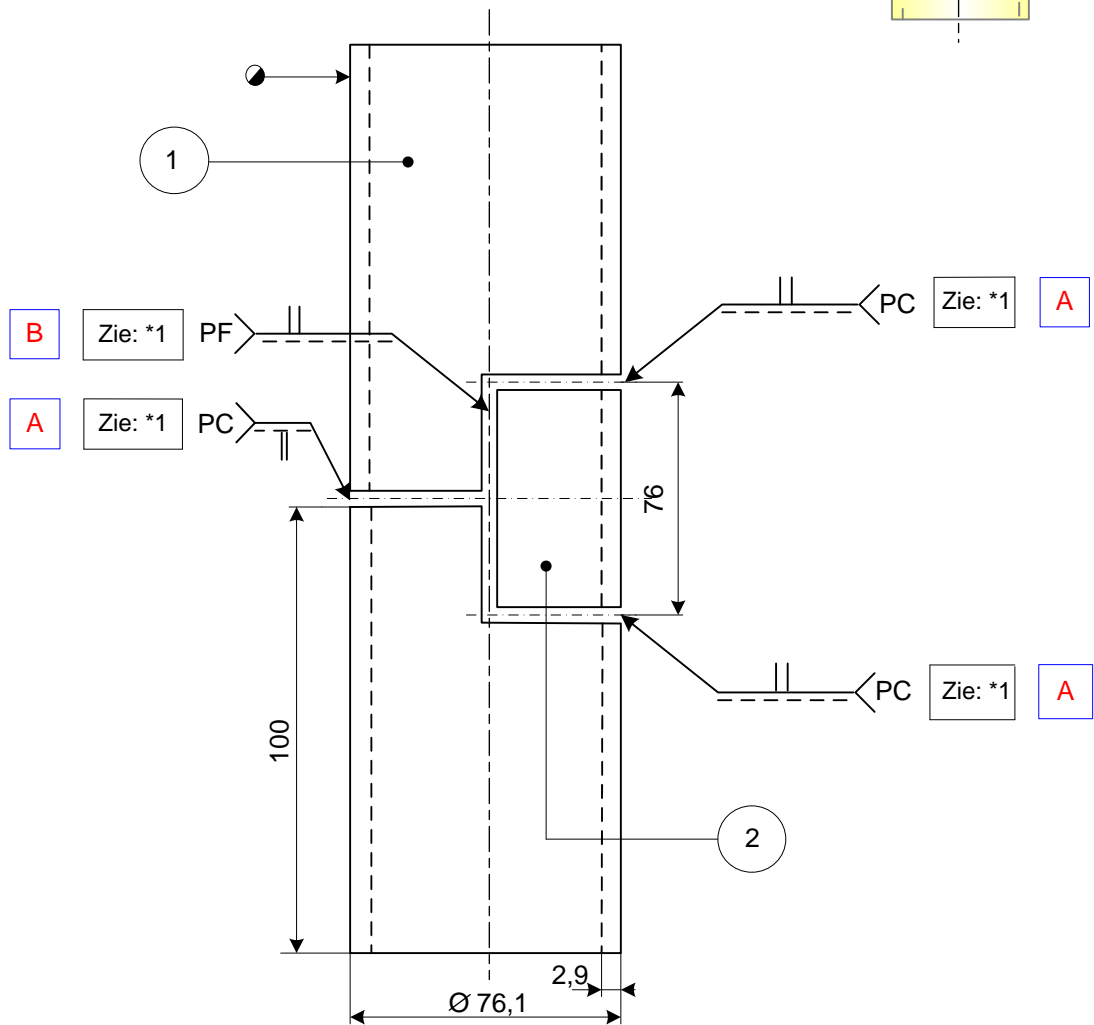 1
B Zie: *1 PF
A Zie: *1 PC
PC Zie: *1 A
76
PC Zie: *1 A
100
2
2,9
Ø 76,1